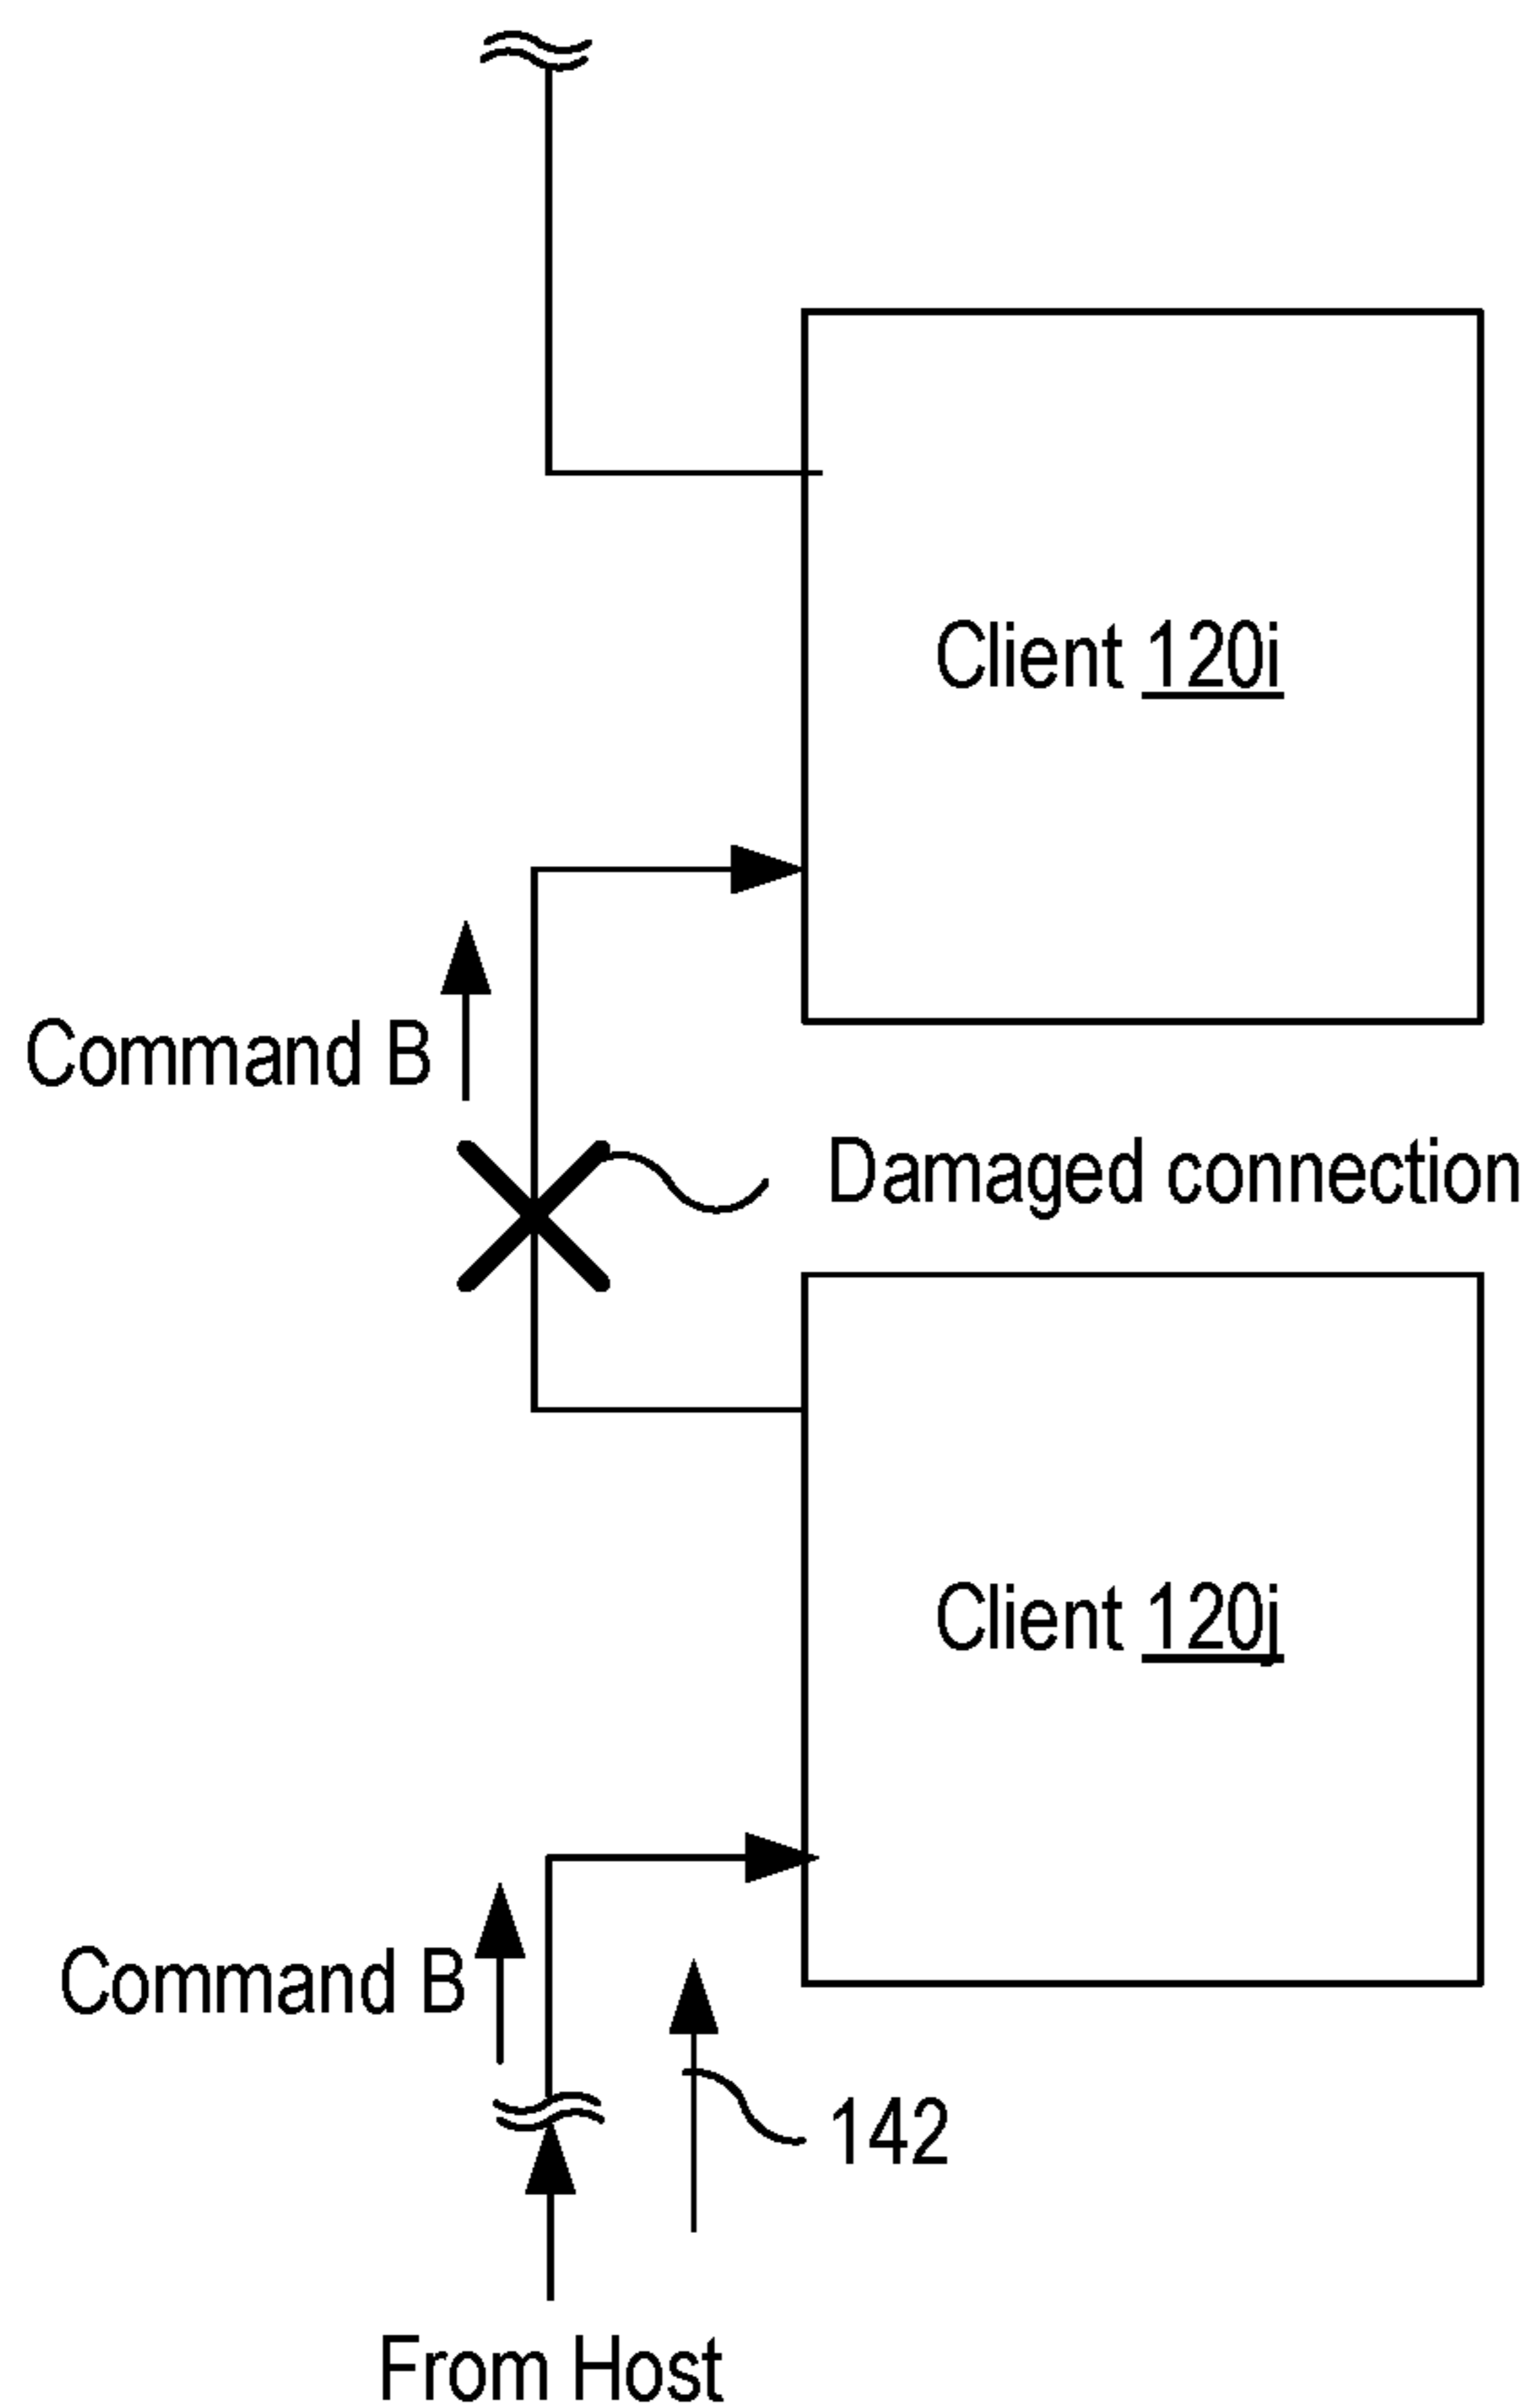 Client 120i
Command B
Damaged connection
Client 120j
Command B
142
From Host